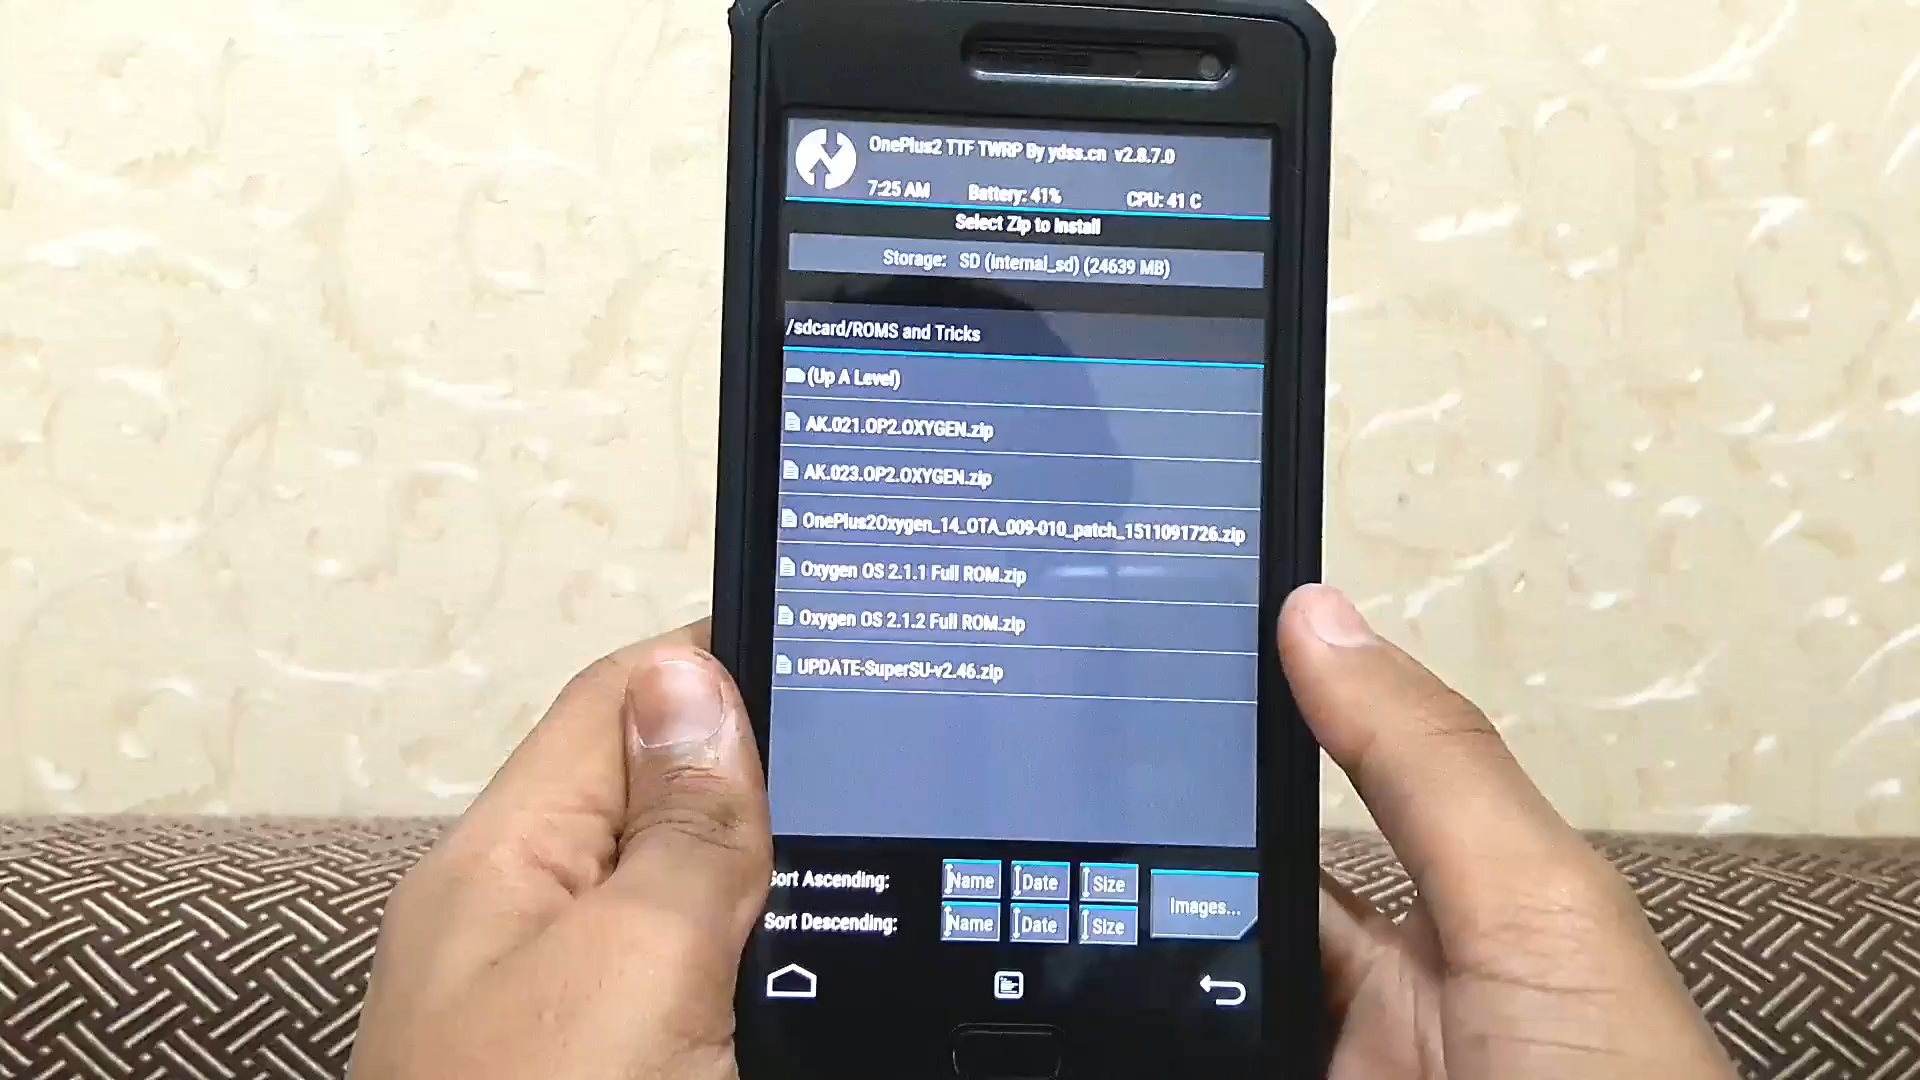 OnePlus2 TTF TWRP By ydss.cn v2.8.7.0
7:25 AM Battery: 41% CPU: 41 C
Select Zip to Install
Storage: SD (internal_sd) (24639 MB)
/sdcard/ROMS and Tricks
(Up A Level)
AK.021.OP2.OXYGEN.zip
AK.023.OP2.OXYGEN.zip
OnePlus2Oxygen_14_OTA_009-010_patch_1511091726.zip
Oxygen OS 2.1.1 Full ROM.zip
Oxygen OS 2.1.2 Full ROM.zip
UPDATE-SuperSU-v2.46.zip
Sort Ascending: Name Date Size
Images...
Sort Descending: Name Date Size